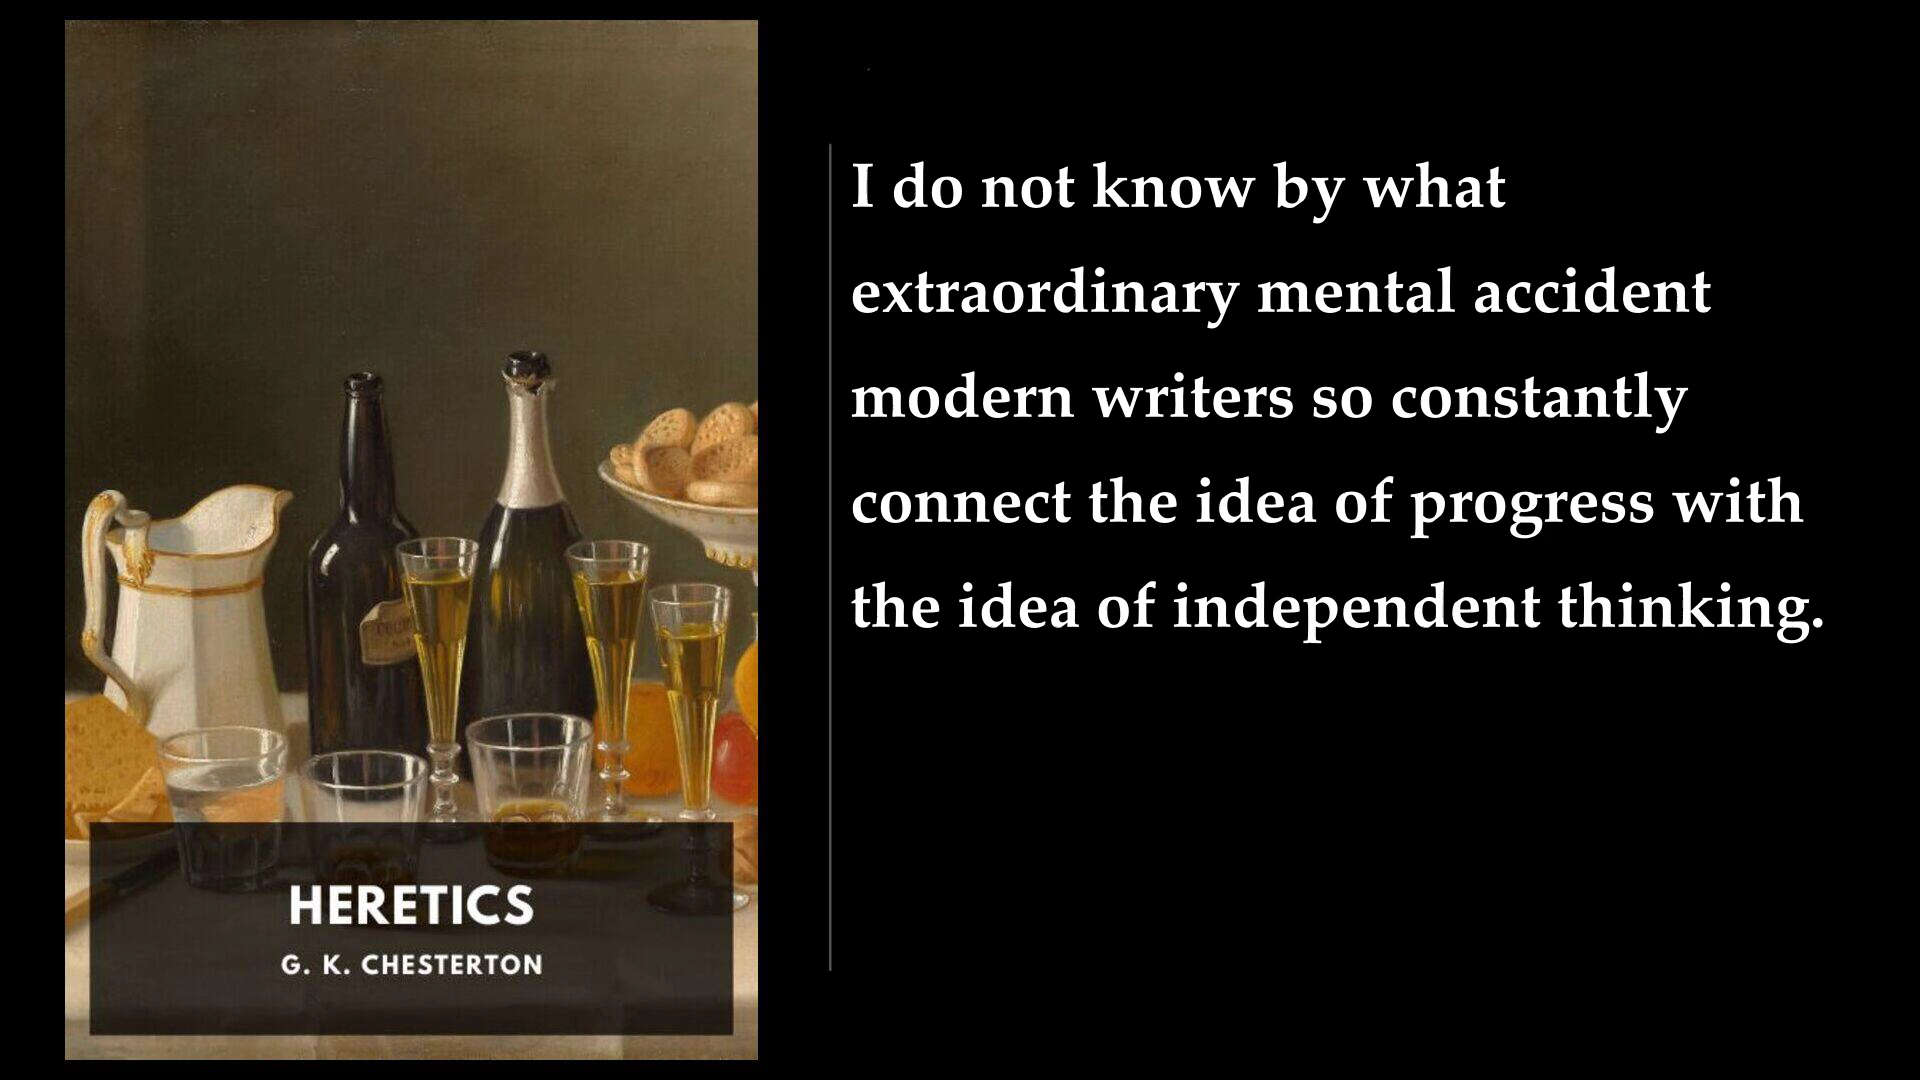 I do not know by what
extraordinary mental accident
modern writers so constantly
connect the idea of progress with
the idea of independent thinking.
HERETICS
G. K. CHESTERTON